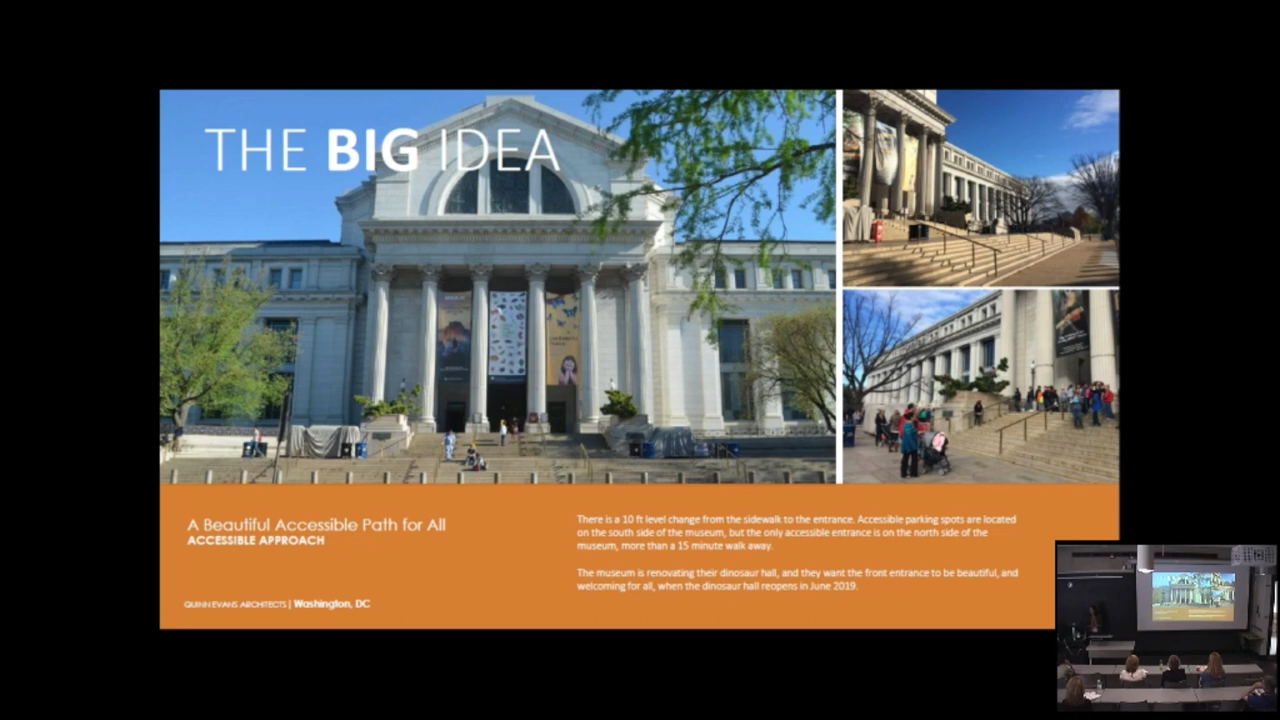 THE BIG IDEA
A Beautiful Accessible Path for All
ACCESSIBLE APPROACH
QUINN EVANS ARCHITECTS | Washington, DC
There is a 10 ft level change from the sidewalk to the entrance. Accessible parking spots are located
on the south side of the museum, but the only accessible entrance is on the north side of the
museum, more than a 15 minute walk away.
The museum is renovating their dinosaur hall, and they want the front entrance to be beautiful, and
welcoming for all, when the dinosaur hall reopens in June 2019.